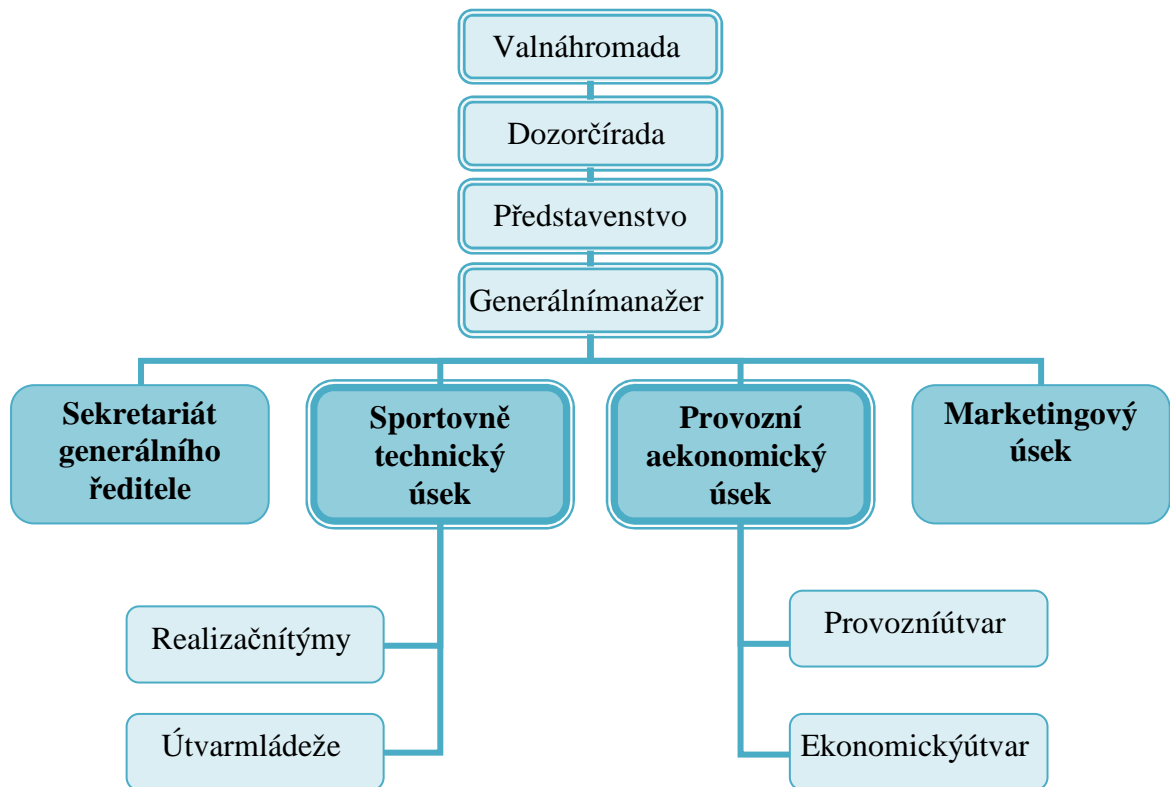 Valnáhromada
Dozorčírada
Představenstvo
Generálnímanažer
Sekretariát
generálního
ředitele
Sportovně
technický
úsek
Provozní
aekonomický
úsek
Marketingový
úsek
Realizačnítýmy
Provozníútvar
Útvarmládeže
Ekonomickýútvar